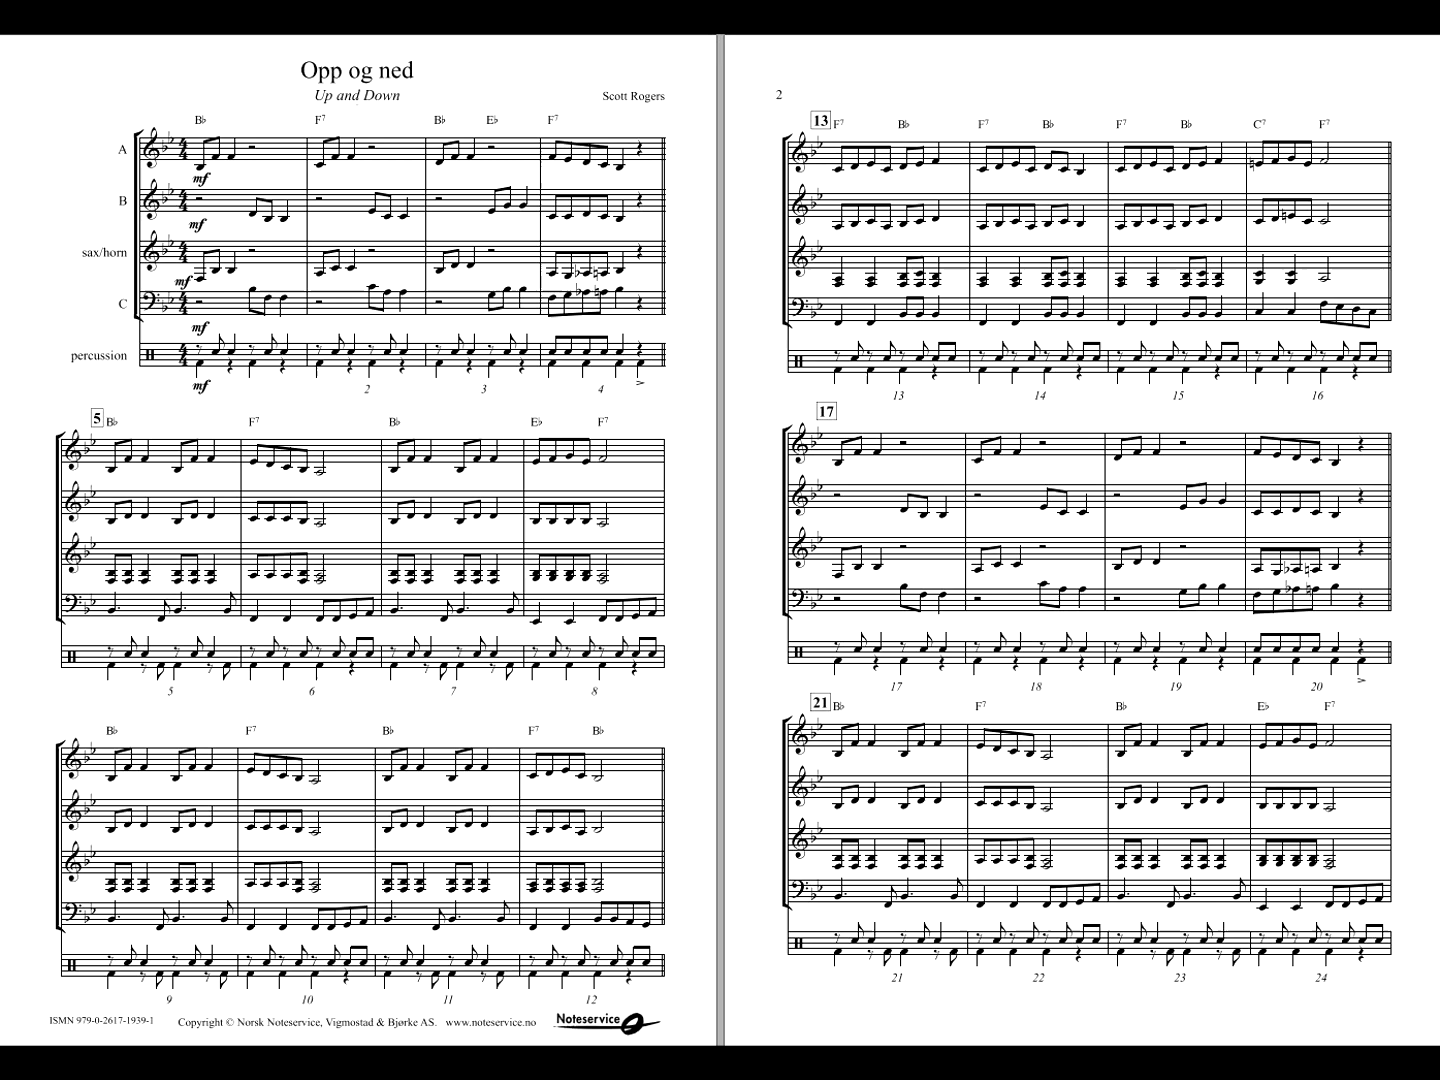 Opp og ned
Up and Down
Scott Rogers
B♭ F7 B♭ E♭ F7
A
mf
B
mf
sax/horn
mf
C
mf
percussion
mf
2 3 4
5 B♭ F7 B♭ E♭ F7
5 6 7 8
B♭ F7 B♭ F7 B♭
9 10 11 12
ISMN 979-0-2617-1939-1 Copyright © Norsk Noteservice, Vigmostad & Bjørke AS. www.noteservice.no Noteservice
2
13 F7 B♭ F7 B♭ F7 B♭ C7 F7
13 14 15 16
17
17 18 19 20
21 B♭ F7 B♭ E♭ F7
21 22 23 24